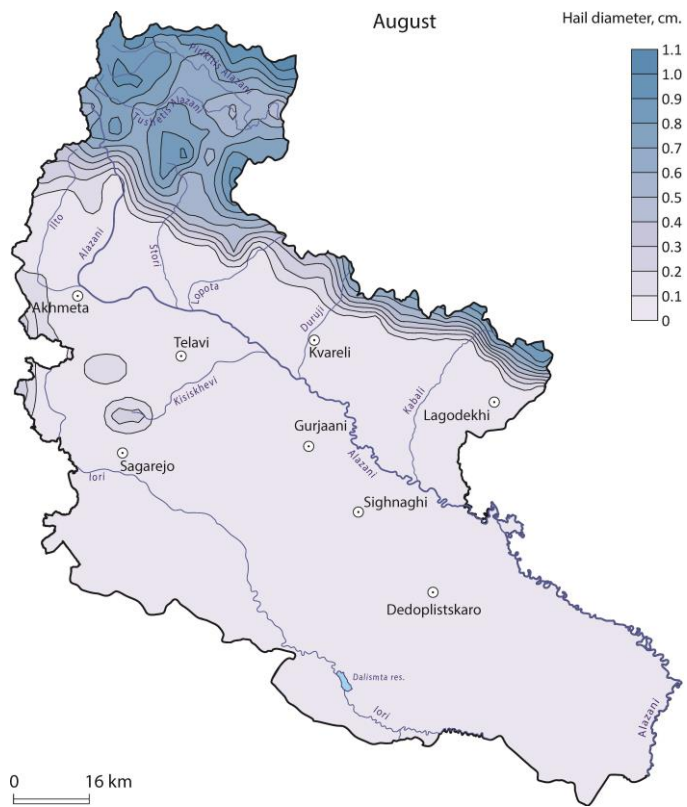 August
Hail diameter, cm.
1.1
1.0
0.9
0.8
0.7
0.6
0.5
0.4
0.3
0.2
0.1
0
Pirikitis Alazani
Tushetis Alazani
Ilto
Alazani
Stori
Lopota
Akhmeta
Duruji
Telavi
Kvareli
Kisiskhevi
Kabali
Lagodekhi
Gurjaani
Alazani
Sagarejo
Iori
Sighnaghi
Dedoplistskaro
Dalismta res.
Iori
Alazani
0 16 km